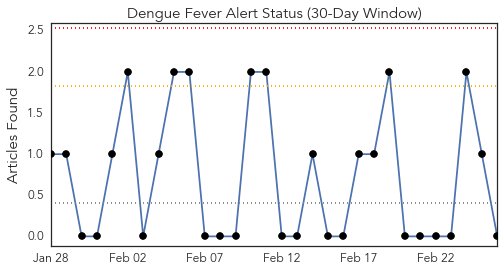 Dengue Fever Alert Status (30-Day Window)
Articles Found
2.5
2.0
1.5
1.0
0.5
0.0
Jan 28 Feb 02 Feb 07 Feb 12 Feb 17 Feb 22